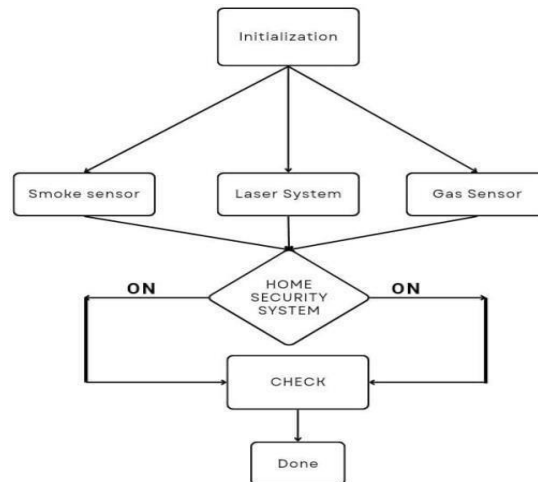 Initialization
Smoke sensor
Laser System
Gas Sensor
ON
HOME
SECURITY
SYSTEM
ON
CHECK
Done